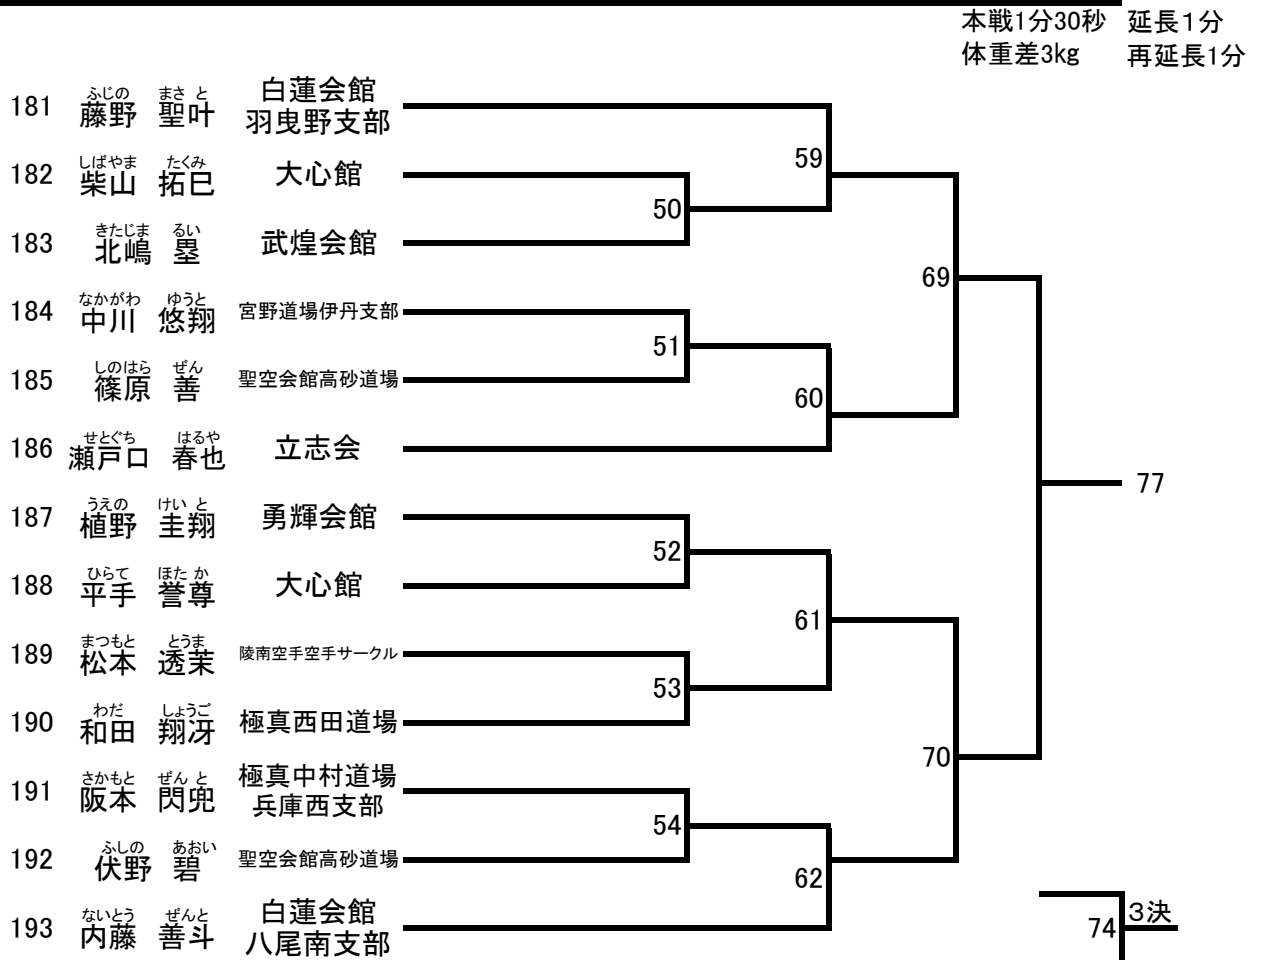 本戦1分30秒 延長１分
体重差3kg 再延長1分
ふじの まさ と
181 藤野 聖叶 白蓮会館
羽曳野支部
しばやま たくみ
182 柴山 拓巳 大心館
きたじま るい
183 北嶋 塁 武煌会館
なかがわ ゆうと
184 中川 悠翔 宮野道場伊丹支部
しのはら ぜん
185 篠原 善 聖空会館高砂道場
せとぐち はるや
186 瀬戸口 春也 立志会
うえの けい と
187 植野 圭翔 勇輝会館
ひらて ほた か
188 平手 誉尊 大心館
まつもと とうま
189 松本 透茉 陵南空手空手サークル
わだ しょうご
190 和田 翔冴 極真西田道場
さかもと ぜん と
191 阪本 閃兜 極真中村道場
兵庫西支部
ふしの あおい
192 伏野 碧 聖空会館高砂道場
ないとう ぜんと
193 内藤 善斗 白蓮会館
八尾南支部
50
51
52
53
54
59
60
61
62
69
70
77
74 ３決